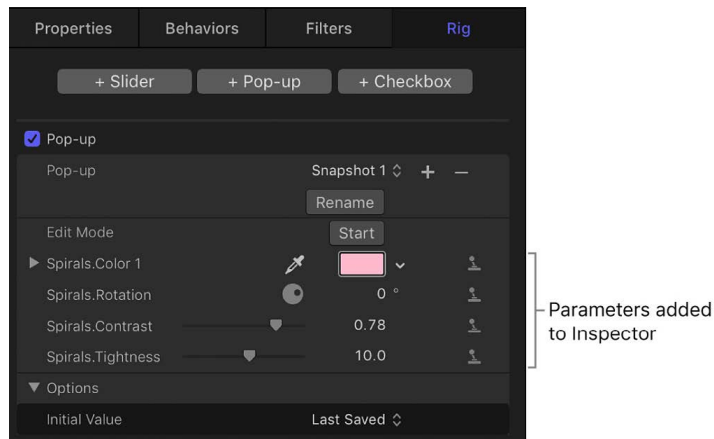 Properties Behaviors Filters Rig
+ Slider + Pop-up + Checkbox
Pop-up
Pop-up Snapshot 1 + −
Rename
Edit Mode Start
Spirals.Color 1
Spirals.Rotation 0 °
Spirals.Contrast 0.78
Spirals.Tightness 10.0
Parameters added
to Inspector
Options
Initial Value Last Saved